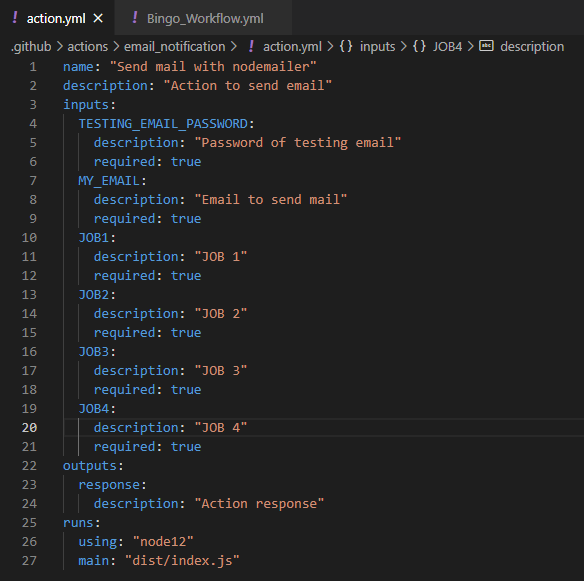 ! action.yml × ! Bingo_Workflow.yml
.github > actions > email_notification > ! action.yml > {} inputs > {} JOB4 > abc description
1 name: "Send mail with nodemailer"
2 description: "Action to send email"
3 inputs:
4   TESTING_EMAIL_PASSWORD:
5     description: "Password of testing email"
6     required: true
7   MY_EMAIL:
8     description: "Email to send mail"
9     required: true
10   JOB1:
11     description: "JOB 1"
12     required: true
13   JOB2:
14     description: "JOB 2"
15     required: true
16   JOB3:
17     description: "JOB 3"
18     required: true
19   JOB4:
20     description: "JOB 4"
21     required: true
22 outputs:
23   response:
24     description: "Action response"
25 runs:
26   using: "node12"
27   main: "dist/index.js"